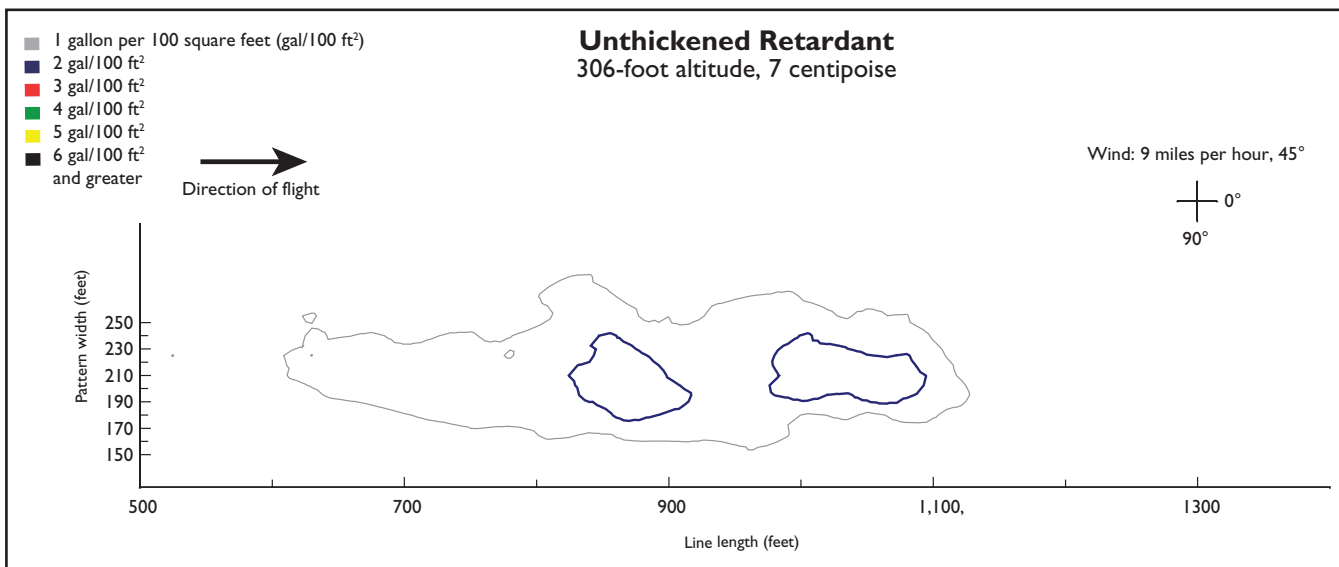 1 gallon per 100 square feet (gal/100 ft²)
2 gal/100 ft²
3 gal/100 ft²
4 gal/100 ft²
5 gal/100 ft²
6 gal/100 ft²
and greater
Unthickened Retardant
306-foot altitude, 7 centipoise
Direction of flight
Wind: 9 miles per hour, 45°
0°
90°
Pattern width (feet)
250
230
210
190
170
150
500
700
900
1,100,
1300
Line length (feet)